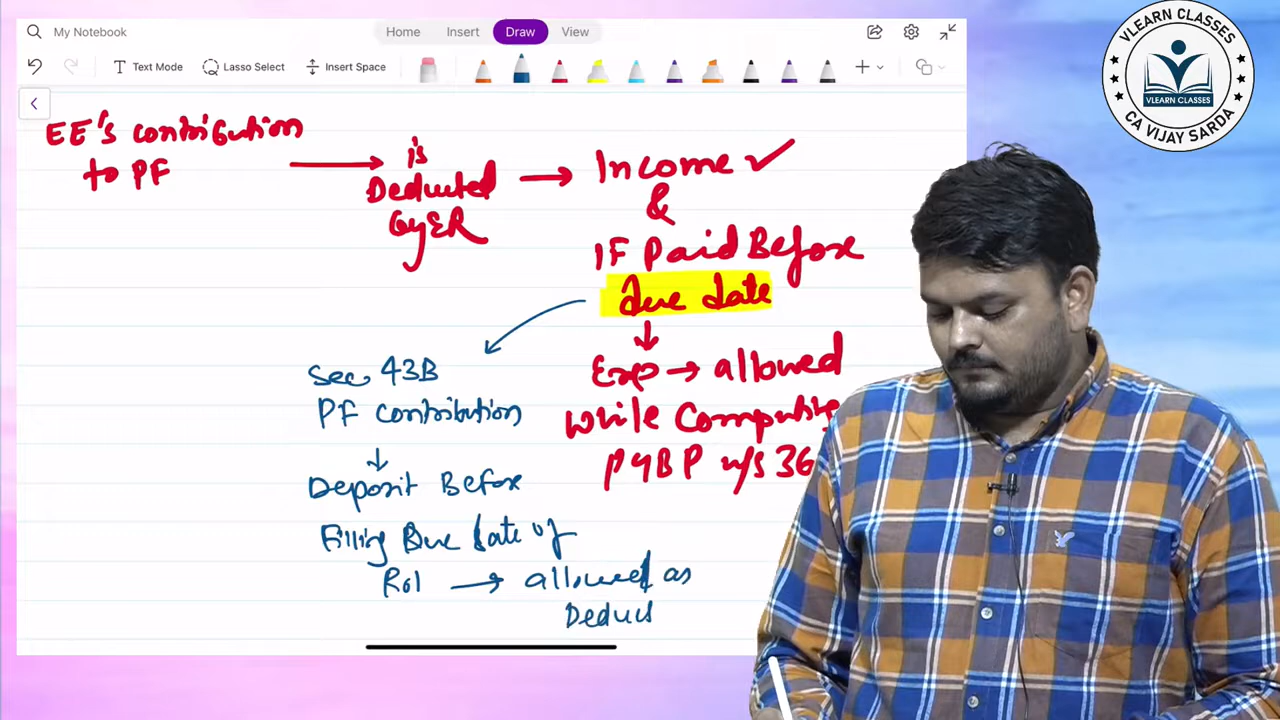 My Notebook
Home Insert Draw View
Text Mode Lasso Select Insert Space
EE's contribution
to PF
is
Deducted
By ER
Income ✓
&
IF Paid Before
Due date
↓
Exp → allowed
while Computing
PGBP u/s 36
Sec 43B
PF contribution
↓
Deposit Before
Filling Due date of
RoI → allowed as
Deduct
VLEARN CLASSES
VLEARN CLASSES
CA VIJAY SARDA